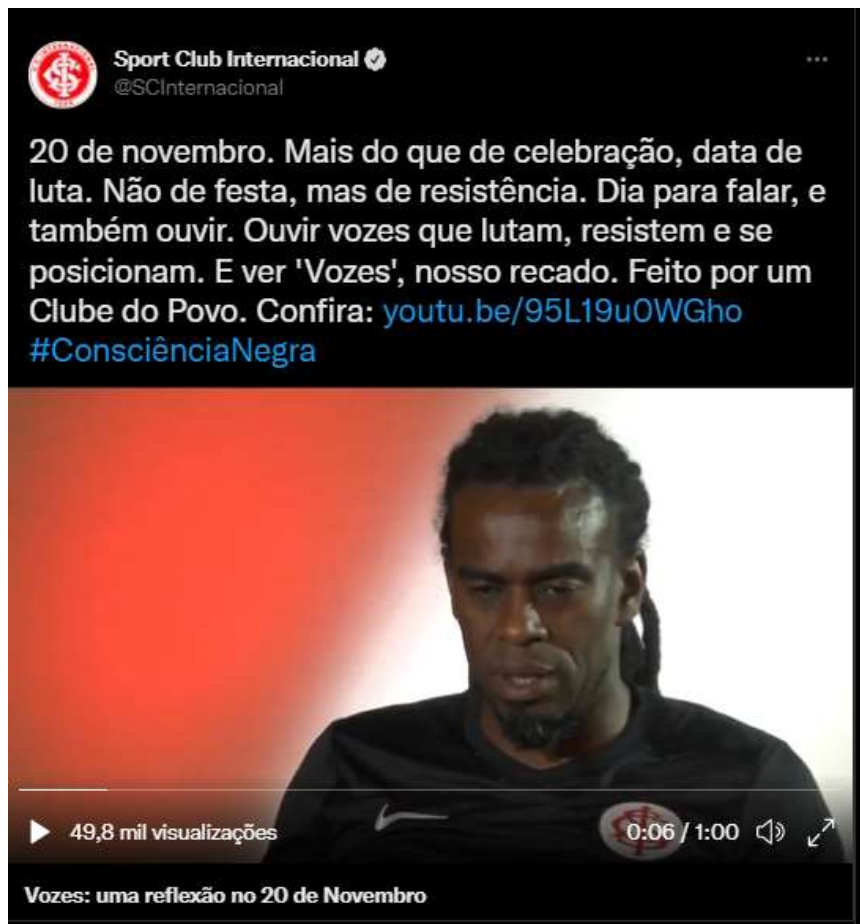 Sport Club Internacional
@SCInternacional
20 de novembro. Mais do que de celebração, data de
luta. Não de festa, mas de resistência. Dia para falar, e
também ouvir. Ouvir vozes que lutam, resistem e se
posicionam. E ver 'Vozes', nosso recado. Feito por um
Clube do Povo. Confira: youtu.be/95L19u0WGho
#ConsciênciaNegra
49,8 mil visualizações
0:06 / 1:00
Vozes: uma reflexão no 20 de Novembro